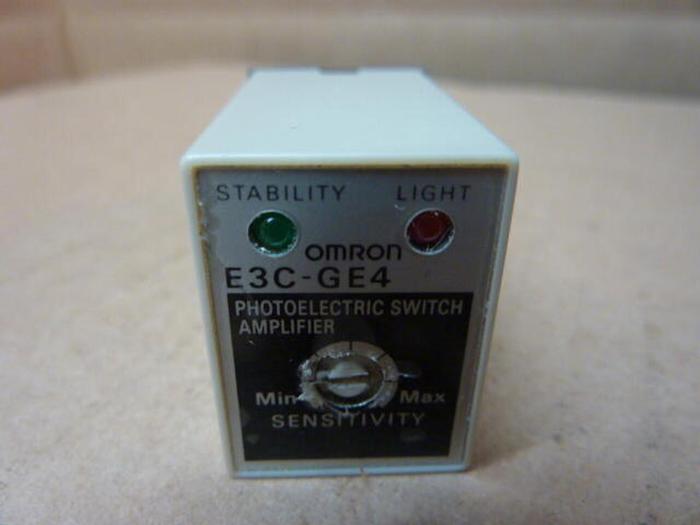 STABILITY LIGHT
OMRON
E3C-GE4
PHOTOELECTRIC SWITCH
AMPLIFIER
Min Max
SENSITIVITY